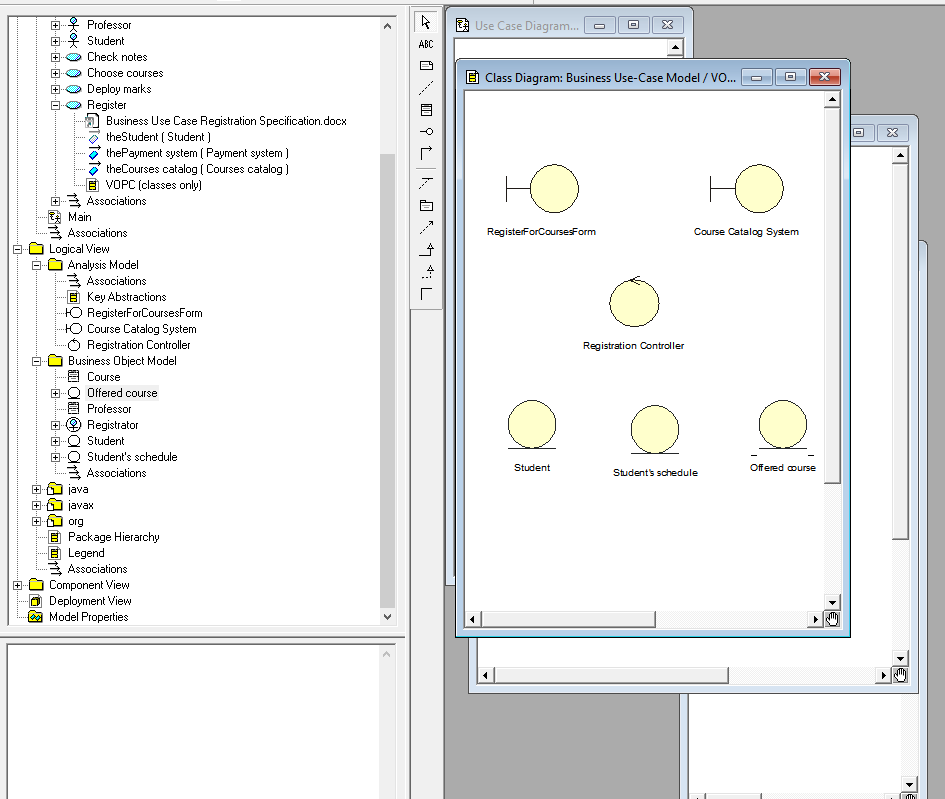 Professor
Student
Check notes
Choose courses
Deploy marks
Register
Business Use Case Registration Specification.docx
theStudent ( Student )
thePayment system ( Payment system )
theCourses catalog ( Courses catalog )
VOPC (classes only)
Associations
Main
Associations
Logical View
Analysis Model
Associations
Key Abstractions
RegisterForCoursesForm
Course Catalog System
Registration Controller
Business Object Model
Course
Offered course
Professor
Registrator
Student
Student's schedule
Associations
java
javax
org
Package Hierarchy
Legend
Associations
Component View
Deployment View
Model Properties
ABC
Use Case Diagram...
Class Diagram: Business Use-Case Model / VO...
RegisterForCoursesForm
Course Catalog System
Registration Controller
Student
Student's schedule
Offered course